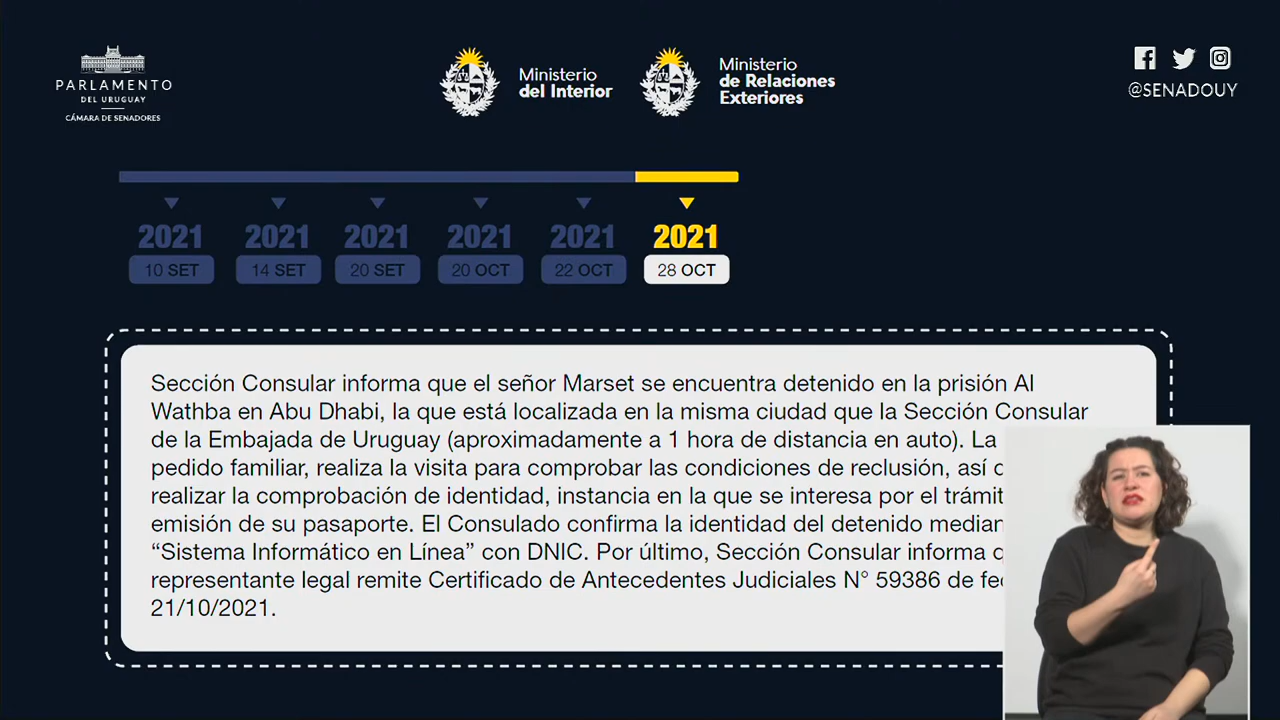 PARLAMENTO
DEL URUGUAY
CÁMARA DE SENADORES
Ministerio
del Interior
Ministerio
de Relaciones
Exteriores
@SENADOUY
2021 2021 2021 2021 2021 2021
10 SET 14 SET 20 SET 20 OCT 22 OCT 28 OCT
Sección Consular informa que el señor Marset se encuentra detenido en la prisión Al
Wathba en Abu Dhabi, la que está localizada en la misma ciudad que la Sección Consular
de la Embajada de Uruguay (aproximadamente a 1 hora de distancia en auto). La
pedido familiar, realiza la visita para comprobar las condiciones de reclusión, así
realizar la comprobación de identidad, instancia en la que se interesa por el
emisión de su pasaporte. El Consulado confirma la identidad del detenido
“Sistema Informático en Línea” con DNIC. Por último, Sección Consular informa
representante legal remite Certificado de Antecedentes Judiciales N° 59386 de
21/10/2021.